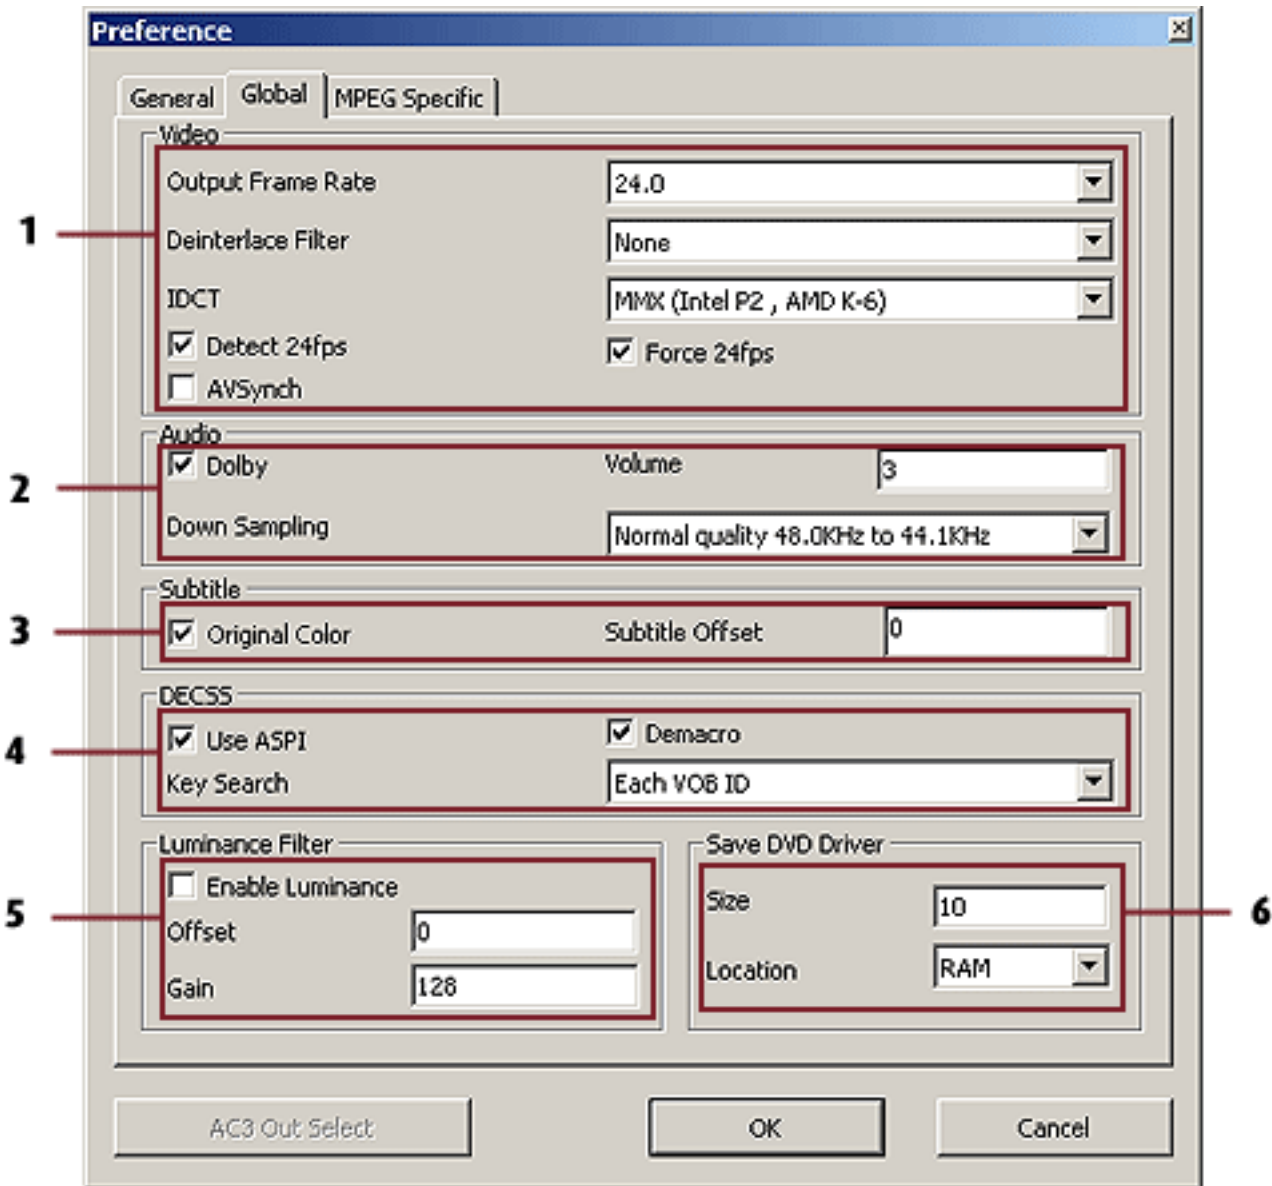 Preference
General Global MPEG Specific
Video
Output Frame Rate 24.0
1
Deinterlace Filter None
IDCT MMX (Intel P2 , AMD K-6)
Detect 24fps Force 24fps
AVSynch
Audio
Dolby Volume 3
2
Down Sampling Normal quality 48.0KHz to 44.1KHz
Subtitle
3 Original Color Subtitle Offset 0
DECSS
4 Use ASPI Demacro
Key Search Each VOB ID
Luminance Filter Save DVD Driver
Enable Luminance Size 10
5 6
Offset 0
Location RAM
Gain 128
AC3 Out Select OK Cancel